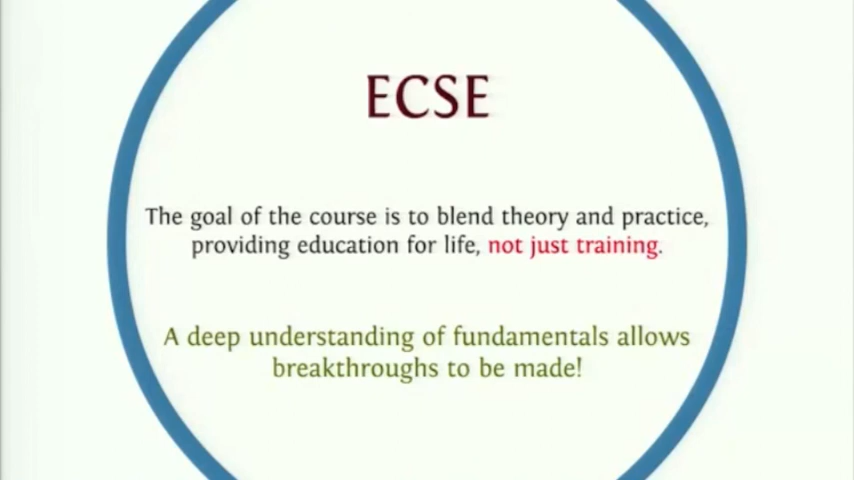 ECSE
The goal of the course is to blend theory and practice,
providing education for life, not just training.
A deep understanding of fundamentals allows
breakthroughs to be made!